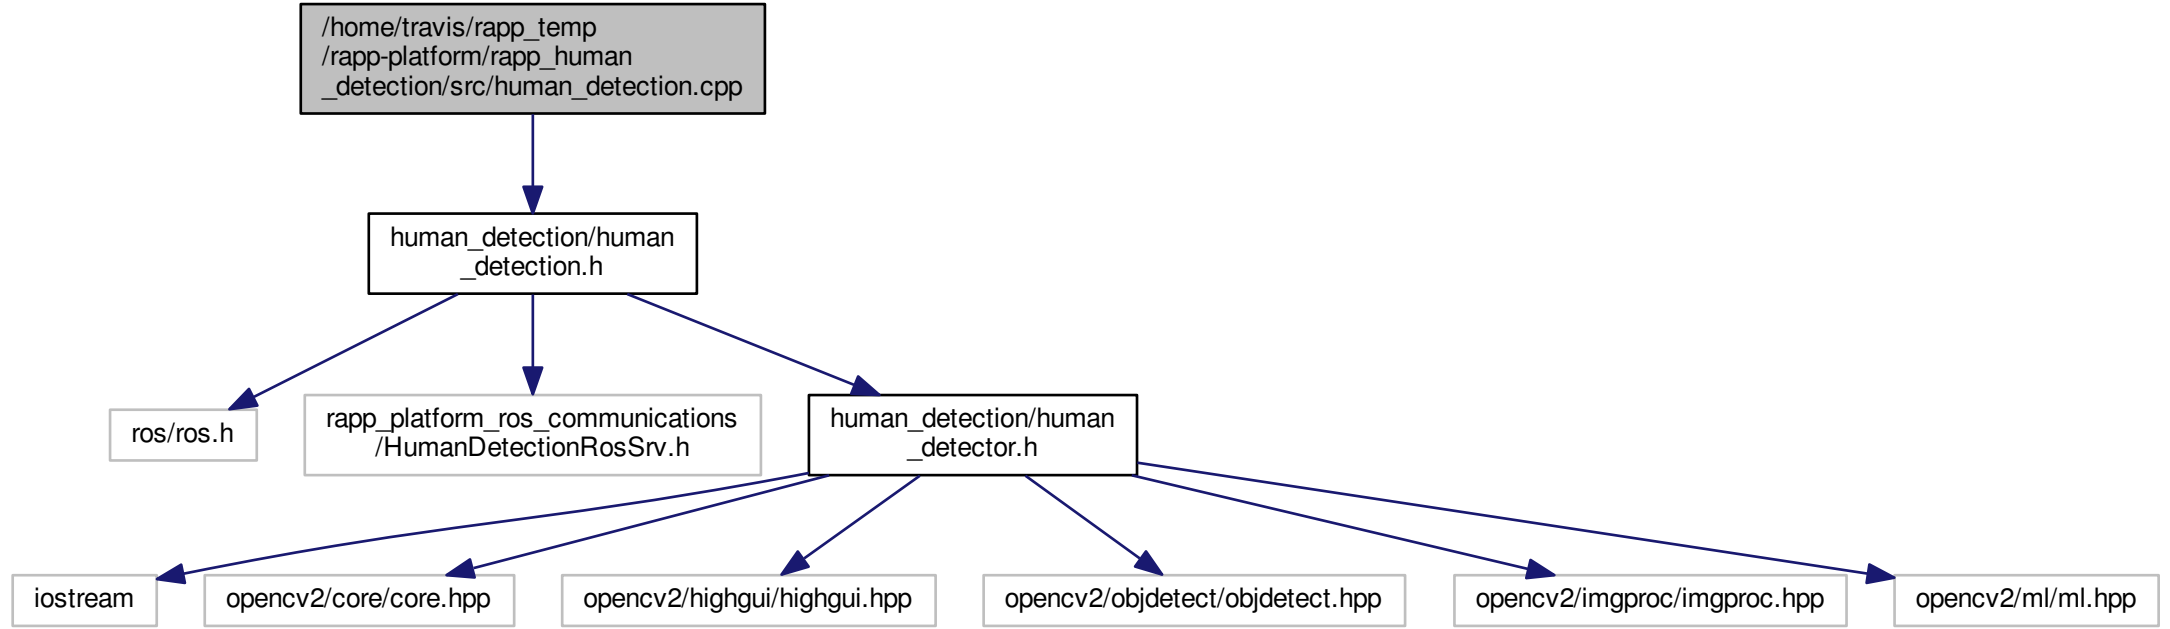 /home/travis/rapp_temp
/rapp-platform/rapp_human
_detection/src/human_detection.cpp
human_detection/human
_detection.h
ros/ros.h
rapp_platform_ros_communications
/HumanDetectionRosSrv.h
human_detection/human
_detector.h
iostream
opencv2/core/core.hpp
opencv2/highgui/highgui.hpp
opencv2/objdetect/objdetect.hpp
opencv2/imgproc/imgproc.hpp
opencv2/ml/ml.hpp